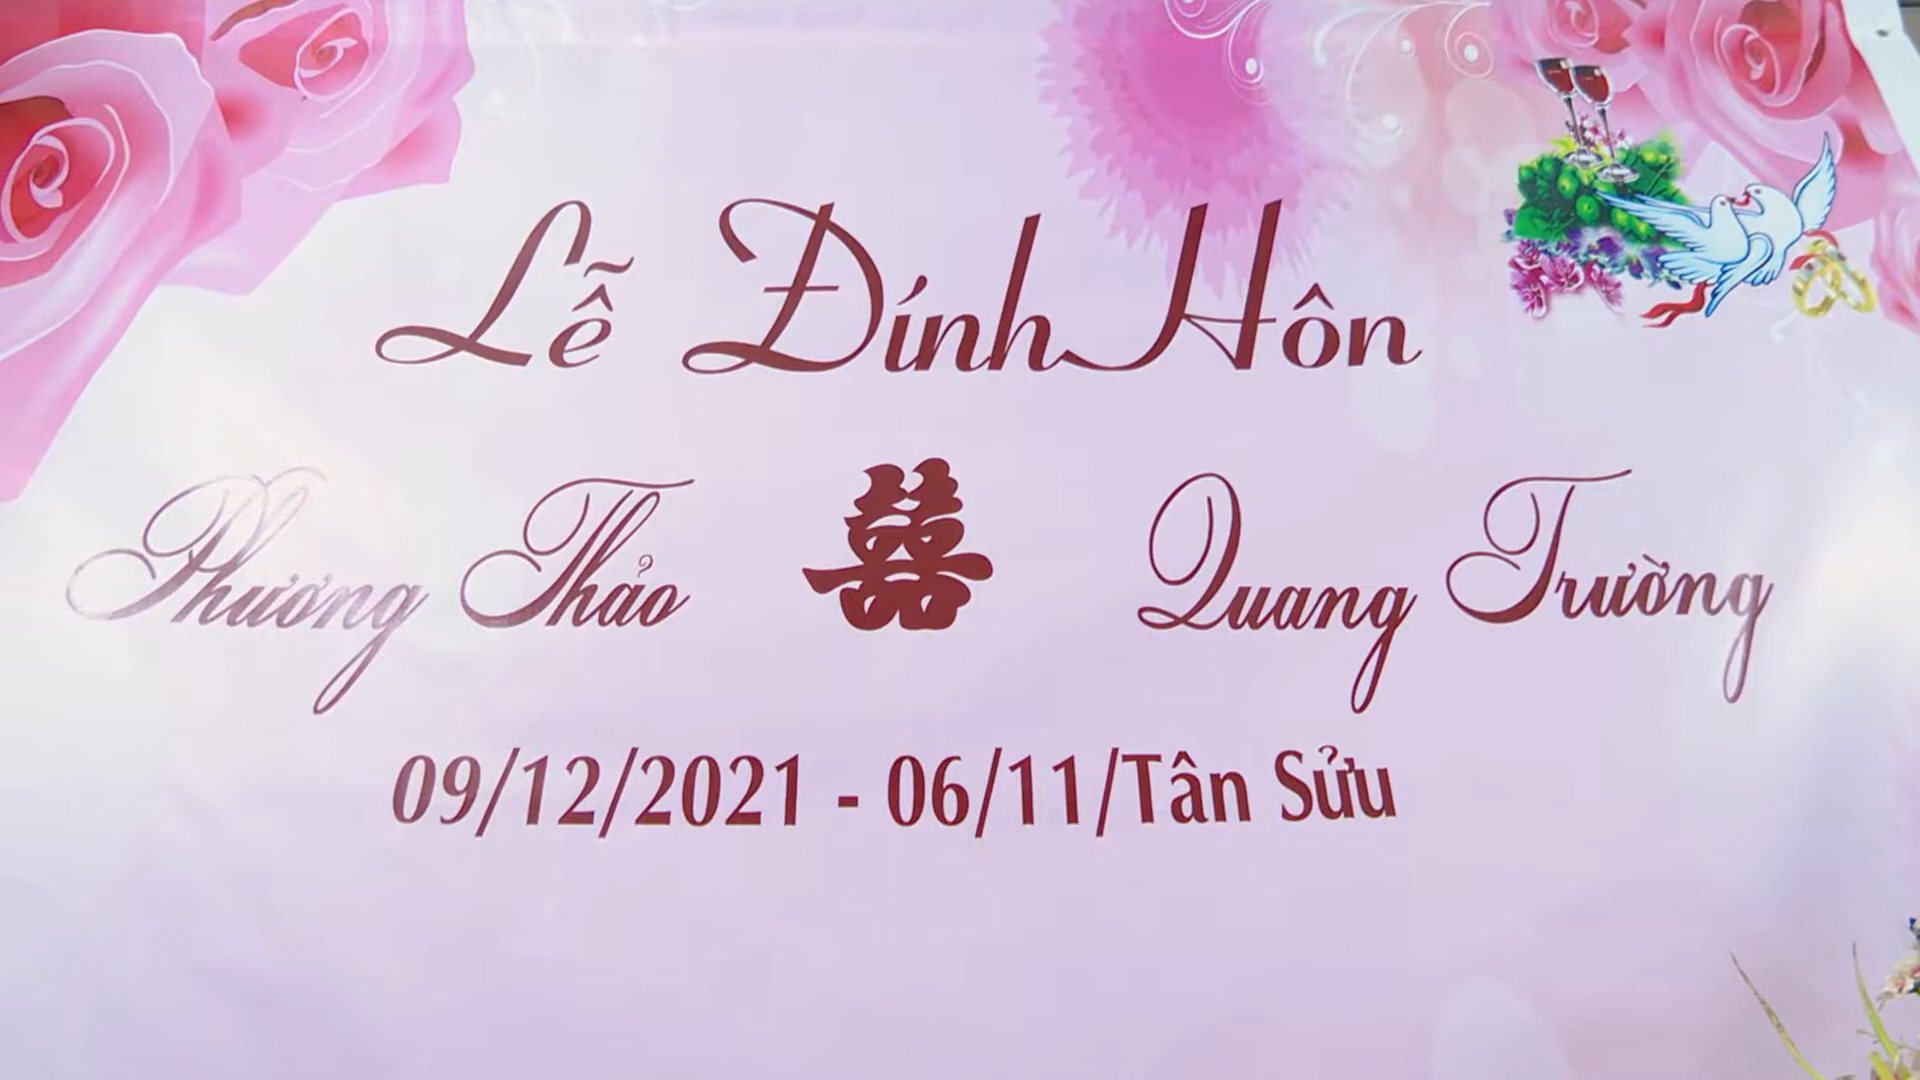 Lễ Đính Hôn
Phương Thảo 囍 Quang Trường
09/12/2021 - 06/11/Tân Sửu